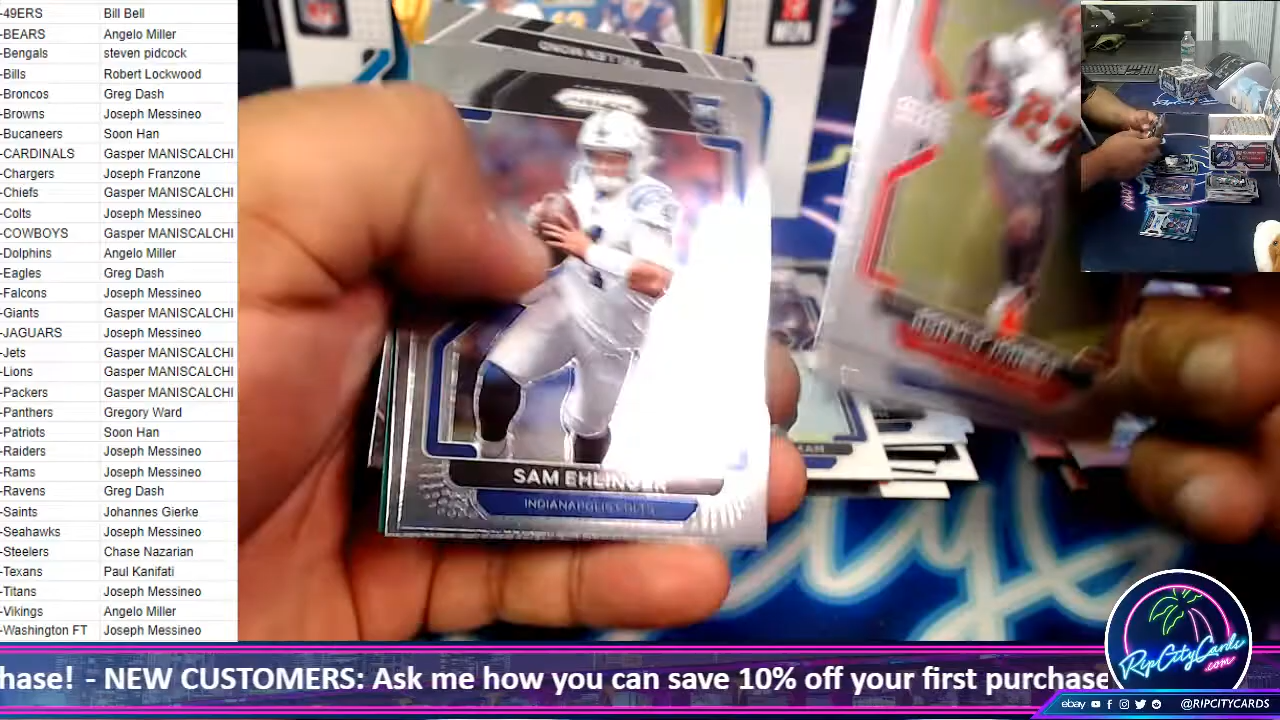 -49ERS Bill Bell
-BEARS Angelo Miller
-Bengals steven pidcock
-Bills Robert Lockwood
-Broncos Greg Dash
-Browns Joseph Messineo
-Bucaneers Soon Han
-CARDINALS Gasper MANISCALCHI
-Chargers Joseph Franzone
-Chiefs Gasper MANISCALCHI
-Colts Joseph Messineo
-COWBOYS Gasper MANISCALCHI
-Dolphins Angelo Miller
-Eagles Greg Dash
-Falcons Joseph Messineo
-Giants Gasper MANISCALCHI
-JAGUARS Joseph Messineo
-Jets Gasper MANISCALCHI
-Lions Gasper MANISCALCHI
-Packers Gasper MANISCALCHI
-Panthers Gregory Ward
-Patriots Soon Han
-Raiders Joseph Messineo
-Rams Joseph Messineo
-Ravens Greg Dash
-Saints Johannes Gierke
-Seahawks Joseph Messineo
-Steelers Chase Nazarian
-Texans Paul Kanifati
-Titans Joseph Messineo
-Vikings Angelo Miller
-Washington FT Joseph Messineo
PRIZM
RC
SAM EHLINGER
INDIANAPOLIS COLTS
hase! - NEW CUSTOMERS: Ask me how you can save 10% off your first purchase
RipCityCards
.com
ebay @RIPCITYCARDS